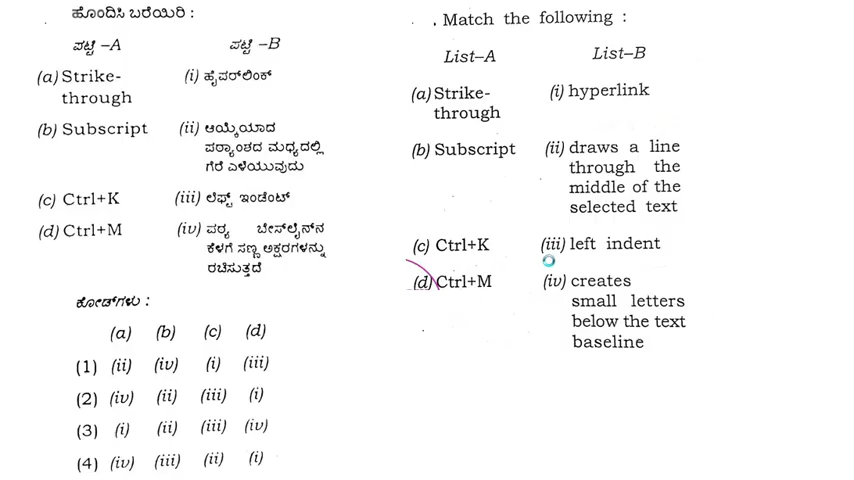 ಹೊಂದಿಸಿ ಬರೆಯಿರಿ :
ಪಟ್ಟಿ –A ಪಟ್ಟಿ –B
(a) Strike- (i) ಹೈಪರ್‌ಲಿಂಕ್
through
(b) Subscript (ii) ಆಯ್ಕೆಯಾದ
ಪಠ್ಯಾಂಶದ ಮಧ್ಯದಲ್ಲಿ
ಗೆರೆ ಎಳೆಯುವುದು
(c) Ctrl+K (iii) ಲೆಫ್ಟ್ ಇಂಡೆಂಟ್
(d) Ctrl+M (iv) ಪಠ್ಯ ಬೇಸ್‌ಲೈನ್‌ನ
ಕೆಳಗೆ ಸಣ್ಣ ಅಕ್ಷರಗಳನ್ನು
ರಚಿಸುತ್ತದೆ
ಕೋಡ್‌ಗಳು :
(a) (b) (c) (d)
(1) (ii) (iv) (i) (iii)
(2) (iv) (ii) (iii) (i)
(3) (i) (ii) (iii) (iv)
(4) (iv) (iii) (ii) (i)
. Match the following :
List–A List–B
(a) Strike- (i) hyperlink
through
(b) Subscript (ii) draws a line
through the
middle of the
selected text
(c) Ctrl+K (iii) left indent
(d) Ctrl+M (iv) creates
small letters
below the text
baseline